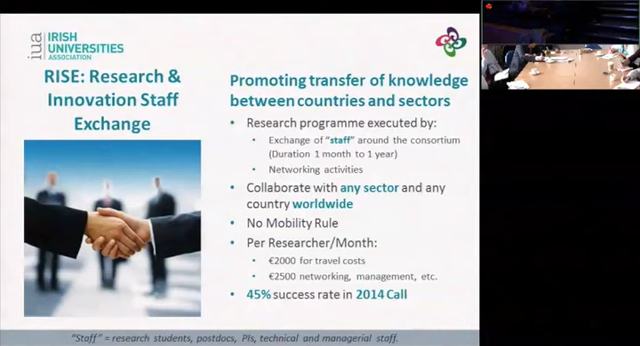 iua
IRISH
UNIVERSITIES
ASSOCIATION
RISE: Research &
Innovation Staff
Exchange
Promoting transfer of knowledge
between countries and sectors
• Research programme executed by:
• Exchange of "staff" around the consortium
(Duration 1 month to 1 year)
• Networking activities
• Collaborate with any sector and any
country worldwide
• No Mobility Rule
• Per Researcher/Month:
• €2000 for travel costs
• €2500 networking, management, etc.
• 45% success rate in 2014 Call
"Staff" = research students, postdocs, PIs, technical and managerial staff.